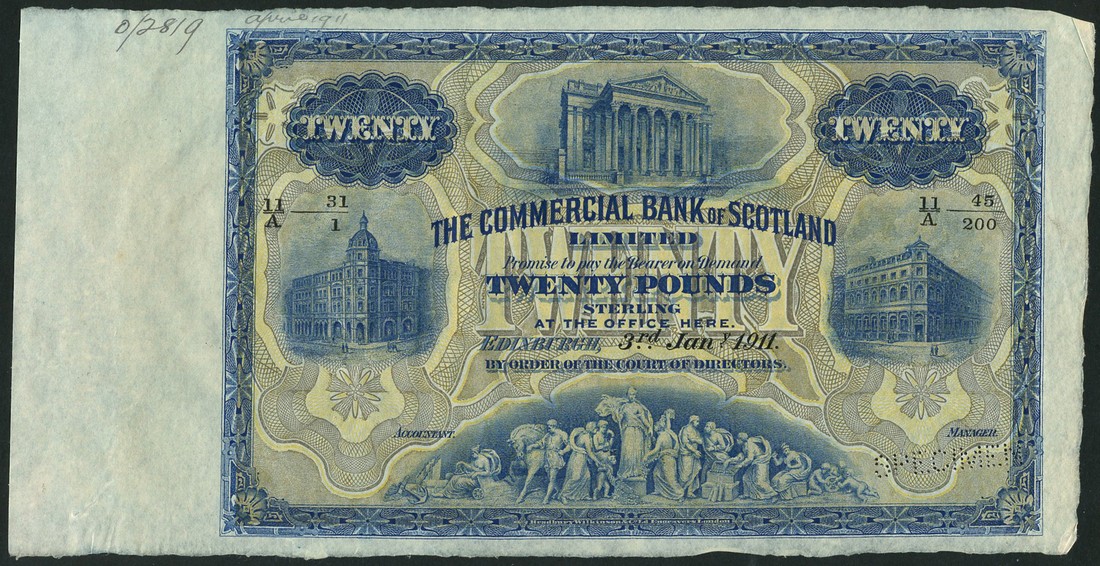 0/2819
April 1911
TWENTY
TWENTY
11/A 31/1
11/A 45/200
THE COMMERCIAL BANK OF SCOTLAND
LIMITED
TWENTY
Promise to pay the Bearer on Demand
TWENTY POUNDS
STERLING
AT THE OFFICE HERE.
EDINBURGH, 3rd. Jany 1911.
BY ORDER OF THE COURT OF DIRECTORS.
ACCOUNTANT.
MANAGER.
SPECIMEN
Bradbury Wilkinson & Co. Ld. Engravers London